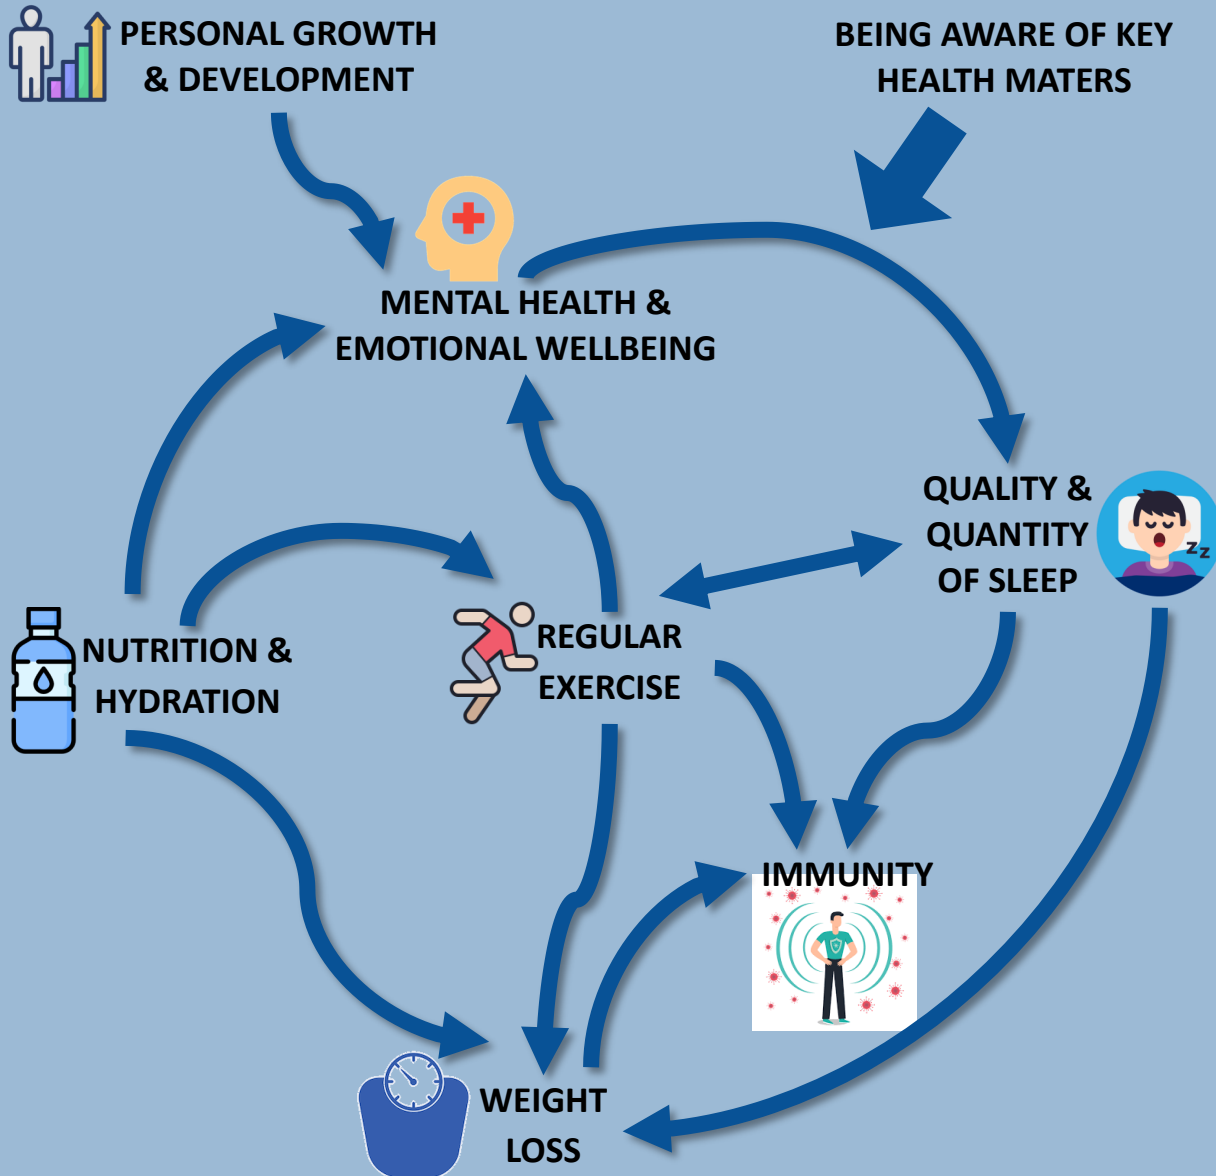 PERSONAL GROWTH
& DEVELOPMENT
BEING AWARE OF KEY
HEALTH MATERS
MENTAL HEALTH &
EMOTIONAL WELLBEING
QUALITY &
QUANTITY
OF SLEEP
zz
NUTRITION &
HYDRATION
REGULAR
EXERCISE
IMMUNITY
WEIGHT
LOSS